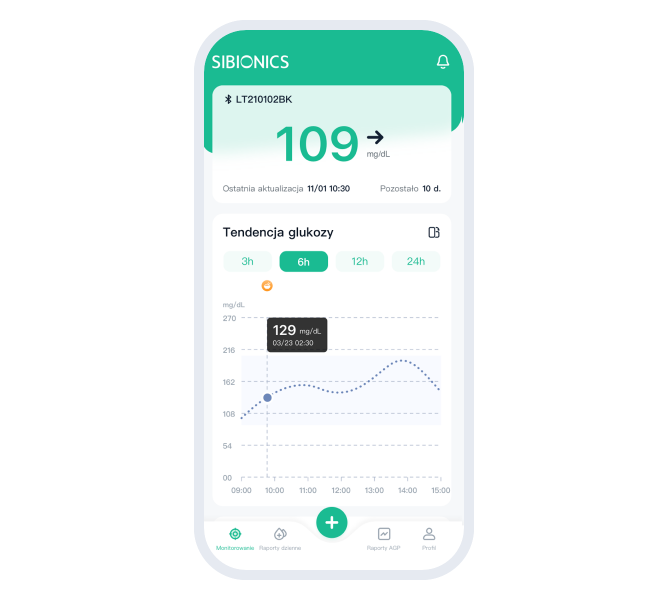 SIBIONICS
LT210102BK
109
mg/dL
Ostatnia aktualizacja 11/01 10:30 Pozostało 10 d.
Tendencja glukozy
3h 6h 12h 24h
mg/dL
270
129 mg/dL
03/23 02:30
216
162
108
54
00
09:00 10:00 11:00 12:00 13:00 14:00 15:00
Monitorowanie Raporty dzienne Raporty AGP Profil